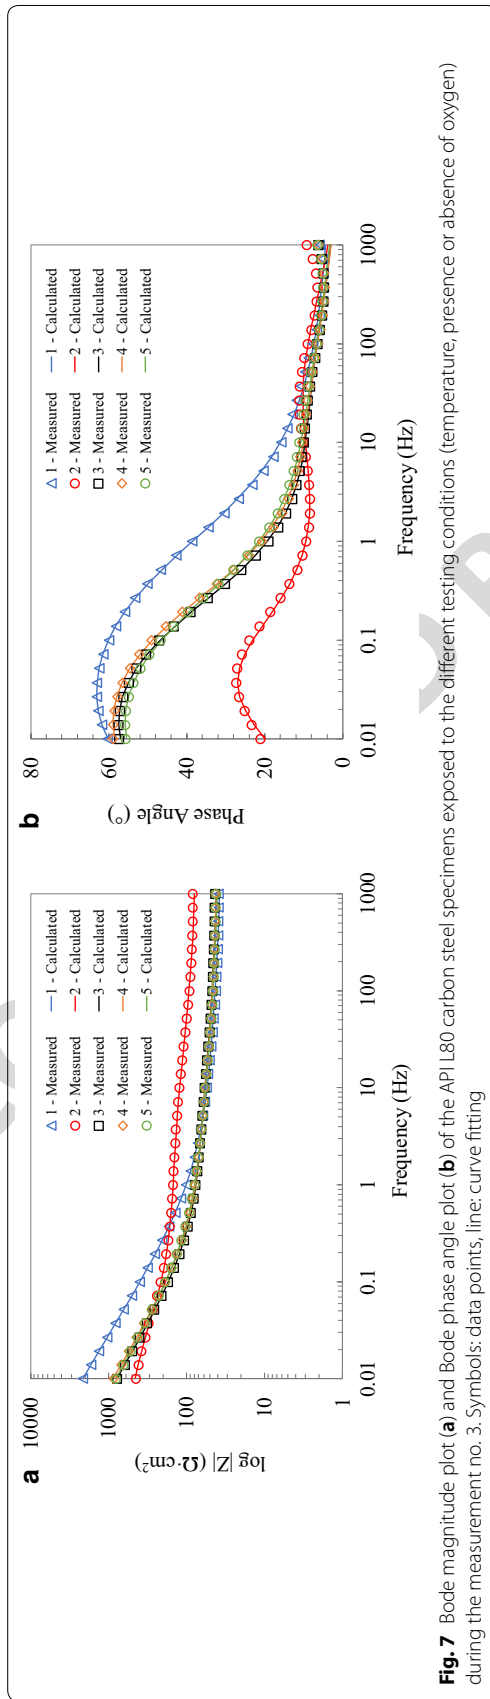 a
10000
1000
100
10
1
log |Z| (Ω·cm²)
0.01
0.1
1
10
100
1000
Frequency (Hz)
1 - Measured
1 - Calculated
2 - Measured
2 - Calculated
3 - Measured
3 - Calculated
4 - Measured
4 - Calculated
5 - Measured
5 - Calculated
b
80
60
40
20
0
Phase Angle (°)
0.01
0.1
1
10
100
1000
Frequency (Hz)
1 - Measured
1 - Calculated
2 - Measured
2 - Calculated
3 - Measured
3 - Calculated
4 - Measured
4 - Calculated
5 - Measured
5 - Calculated
Fig. 7 Bode magnitude plot (a) and Bode phase angle plot (b) of the API L80 carbon steel specimens exposed to the different testing conditions (temperature, presence or absence of oxygen)
during the measurement no. 3. Symbols: data points, line: curve fitting